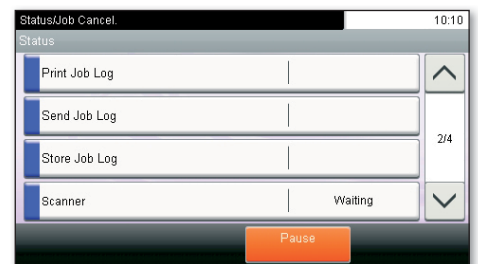 Status/Job Cancel. 10:10
Status
Print Job Log
Send Job Log
2/4
Store Job Log
Scanner Waiting
Pause